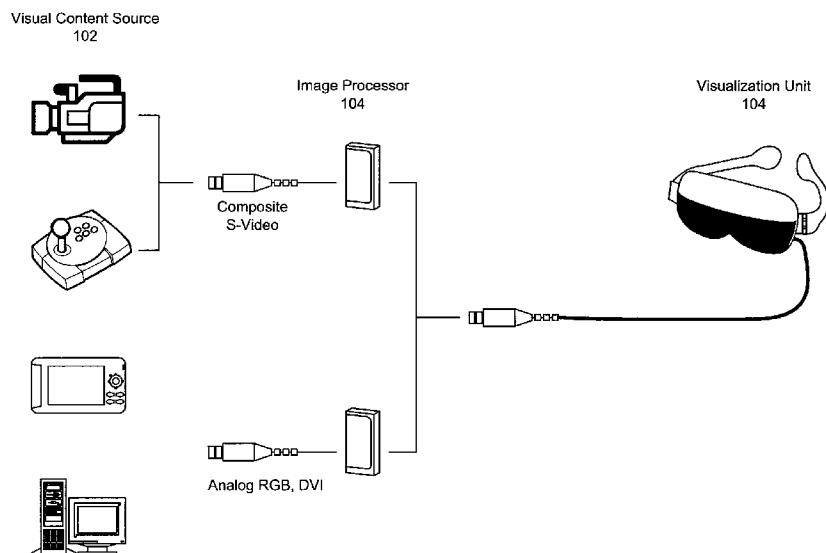 Visual Content Source
102
Image Processor
104
Visualization Unit
104
Composite
S-Video
Analog RGB, DVI